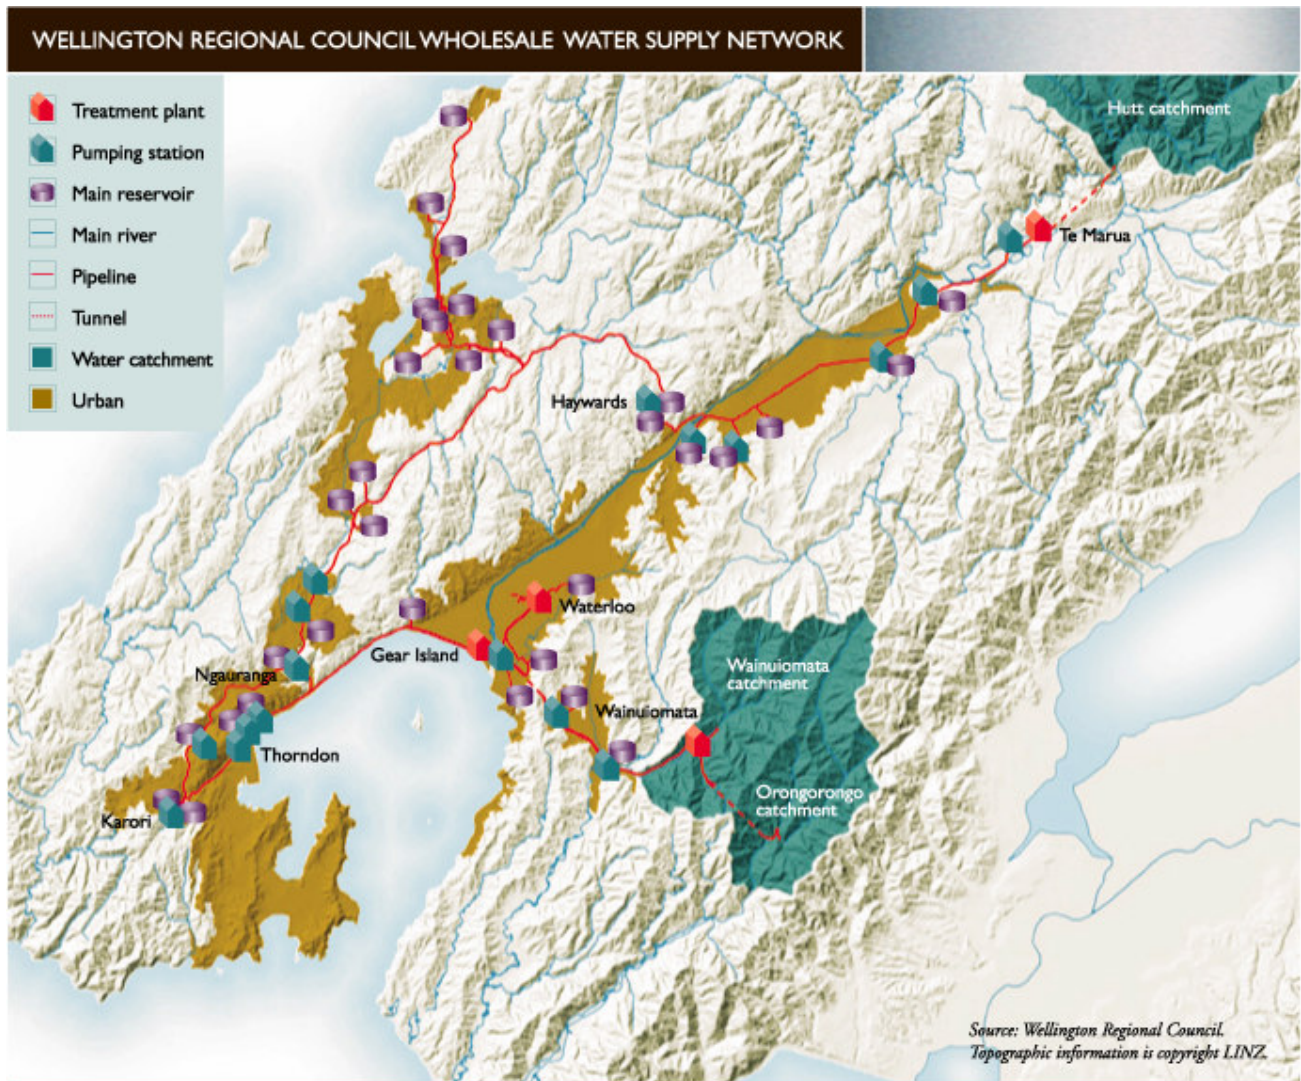 WELLINGTON REGIONAL COUNCIL WHOLESALE WATER SUPPLY NETWORK
Treatment plant
Pumping station
Main reservoir
Main river
Pipeline
Tunnel
Water catchment
Urban
Hutt catchment
Te Marua
Haywards
Waterloo
Gear Island
Ngauranga
Wainuiomata
catchment
Wainuiomata
Thorndon
Orongorongo
catchment
Karori
Source: Wellington Regional Council.
Topographic information is copyright LINZ.